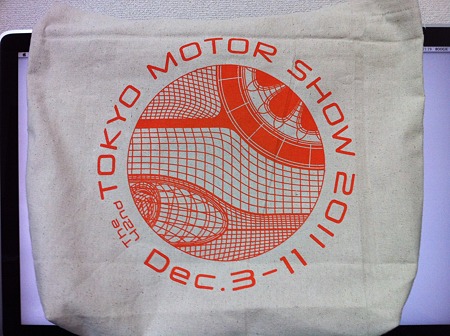 The 42nd
TOKYO MOTOR SHOW 2011
Dec.3-11